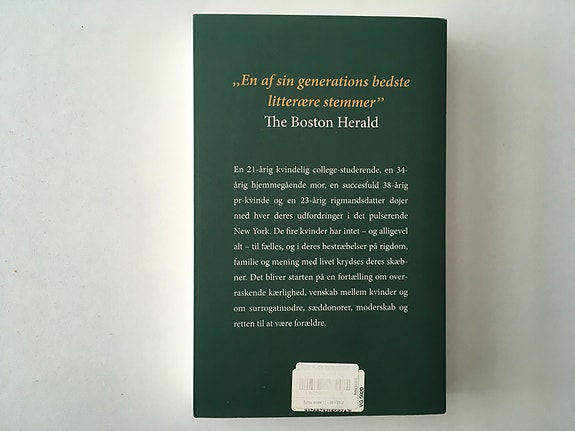 „En af sin generations bedste
litterære stemmer”
The Boston Herald
En 21-årig kvindelig college-studerende, en 34-
årig hjemmegående mor, en succesfuld 38-årig
pr-kvinde og en 23-årig rigmandsdatter døjer
med hver deres udfordringer i det pulserende
New York. De fire kvinder har intet – og alligevel
alt – til fælles, og i deres bestræbelser på rigdom,
familie og mening med livet krydses deres skæb-
ner. Det bliver starten på en fortælling om over-
raskende kærlighed, venskab mellem kvinder og
om surrogatmødre, sæddonorer, moderskab og
retten til at være forældre.